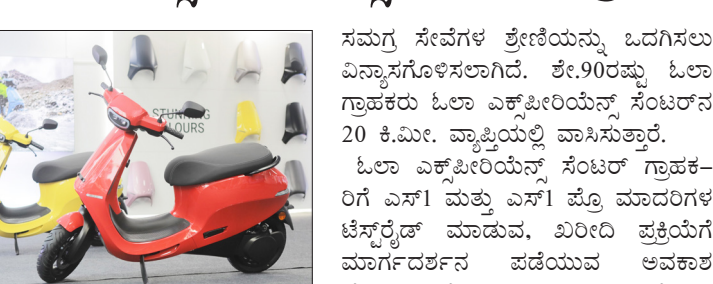 STUNNING
COLOURS
ಸಮಗ್ರ ಸೇವೆಗಳ ಶ್ರೇಣಿಯನ್ನು ಒದಗಿಸಲು
ವಿನ್ಯಾಸಗೊಳಿಸಲಾಗಿದೆ. ಶೇ.90ರಷ್ಟು ಓಲಾ
ಗ್ರಾಹಕರು ಓಲಾ ಎಕ್ಸ್‌ಪೀರಿಯೆನ್ಸ್ ಸೆಂಟರ್‌ನ
20 ಕಿ.ಮೀ. ವ್ಯಾಪ್ತಿಯಲ್ಲಿ ವಾಸಿಸುತ್ತಾರೆ.
ಓಲಾ ಎಕ್ಸ್‌ಪೀರಿಯೆನ್ಸ್ ಸೆಂಟರ್ ಗ್ರಾಹಕ–
ರಿಗೆ ಎಸ್1 ಮತ್ತು ಎಸ್1 ಪ್ರೊ ಮಾದರಿಗಳ
ಟೆಸ್ಟ್‌ರೈಡ್ ಮಾಡುವ, ಖರೀದಿ ಪ್ರಕ್ರಿಯೆಗೆ
ಮಾರ್ಗದರ್ಶನ ಪಡೆಯುವ ಅವಕಾಶ